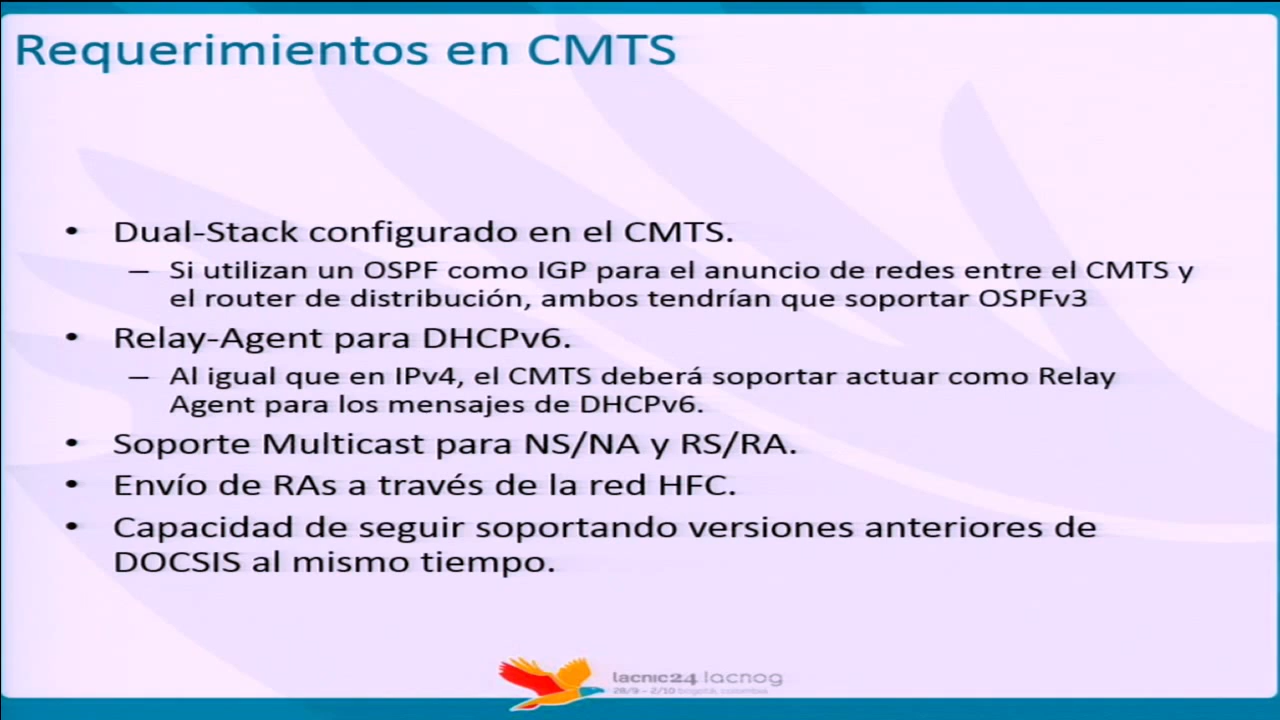 Requerimientos en CMTS
• Dual-Stack configurado en el CMTS.
– Si utilizan un OSPF como IGP para el anuncio de redes entre el CMTS y
el router de distribución, ambos tendrían que soportar OSPFv3
• Relay-Agent para DHCPv6.
– Al igual que en IPv4, el CMTS deberá soportar actuar como Relay
Agent para los mensajes de DHCPv6.
• Soporte Multicast para NS/NA y RS/RA.
• Envío de RAs a través de la red HFC.
• Capacidad de seguir soportando versiones anteriores de
DOCSIS al mismo tiempo.
lacnic24 lacnog
28/9 - 2/10 bogotá, colombia